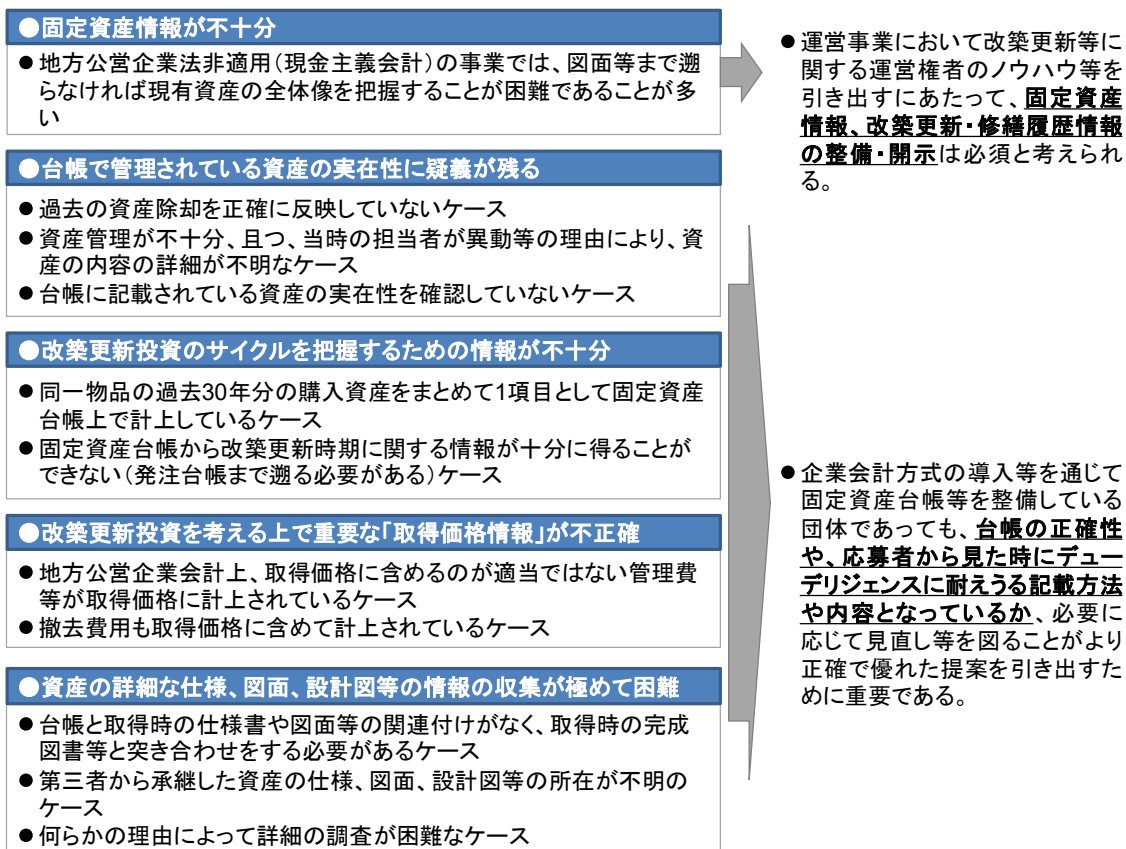 ●固定資産情報が不十分
●地方公営企業法非適用（現金主義会計）の事業では、図面等まで遡
らなければ現有資産の全体像を把握することが困難であることが多
い
●台帳で管理されている資産の実在性に疑義が残る
●過去の資産除却を正確に反映していないケース
●資産管理が不十分、且つ、当時の担当者が異動等の理由により、資
産の内容の詳細が不明なケース
●台帳に記載されている資産の実在性を確認していないケース
●改築更新投資のサイクルを把握するための情報が不十分
●同一物品の過去30年分の購入資産をまとめて1項目として固定資産
台帳上で計上しているケース
●固定資産台帳から改築更新時期に関する情報が十分に得ることが
できない（発注台帳まで遡る必要がある）ケース
●改築更新投資を考える上で重要な「取得価格情報」が不正確
●地方公営企業会計上、取得価格に含めるのが適当ではない管理費
等が取得価格に計上されているケース
●撤去費用も取得価格に含めて計上されているケース
●資産の詳細な仕様、図面、設計図等の情報の収集が極めて困難
●台帳と取得時の仕様書や図面等の関連付けがなく、取得時の完成
図書等と突き合わせをする必要があるケース
●第三者から承継した資産の仕様、図面、設計図等の所在が不明の
ケース
●何らかの理由によって詳細の調査が困難なケース
●運営事業において改築更新等に
関する運営権者のノウハウ等を
引き出すにあたって、固定資産
情報、改築更新・修繕履歴情報
の整備・開示は必須と考えられ
る。
●企業会計方式の導入等を通じて
固定資産台帳等を整備している
団体であっても、台帳の正確性
や、応募者から見た時にデュー
デリジェンスに耐えうる記載方法
や内容となっているか、必要に
応じて見直し等を図ることがより
正確で優れた提案を引き出すた
めに重要である。